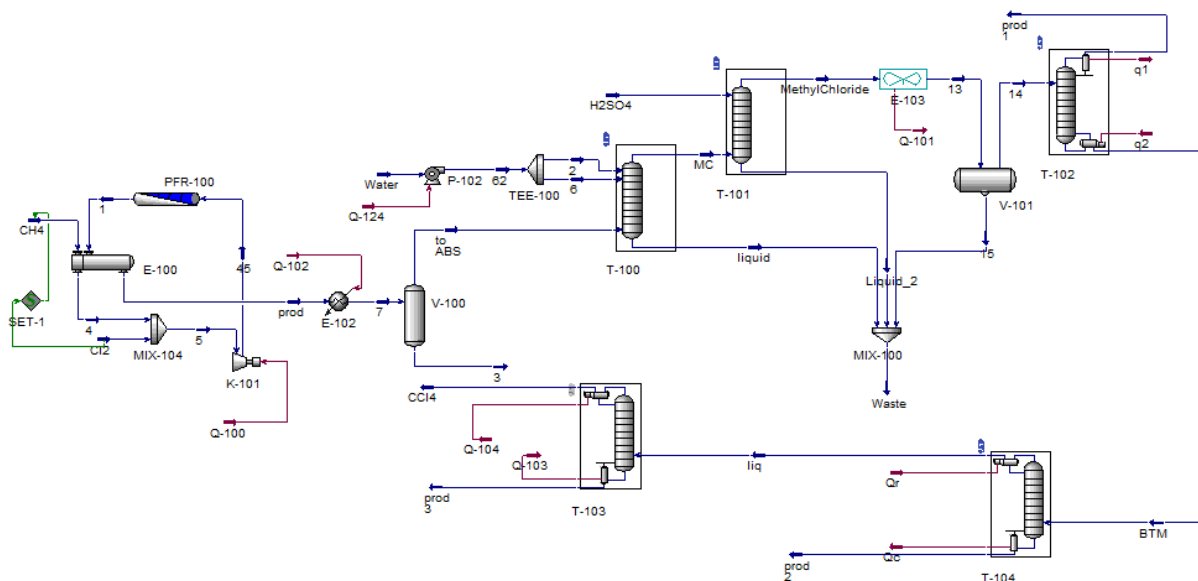 prod
1
q1
MethylChloride
13
14
E-103
H2SO4
q2
Q-101
MC
T-102
2
62
6
Water
P-102
TEE-100
T-101
V-101
PFR-100
Q-124
1
CH4
to
ABS
45
E-100
Q-102
liquid
15
T-100
Liquid_2
prod
7
V-100
SET-1
E-102
4
5
Cl2
MIX-104
MIX-100
3
K-101
CCl4
Waste
Q-100
Q-104
Q-103
liq
Qr
prod
3
T-103
BTM
Qc
prod
2
T-104